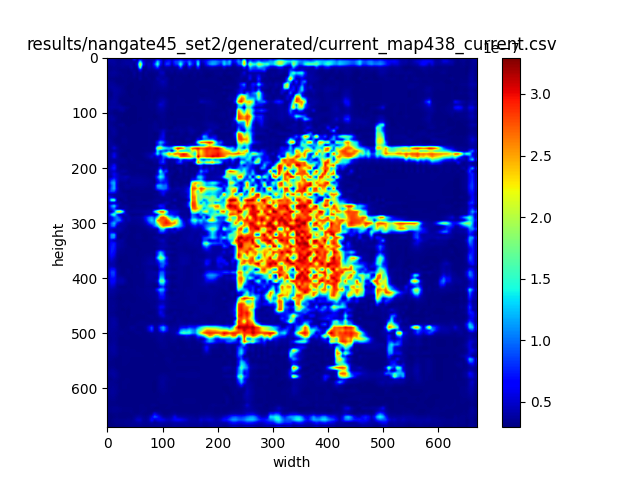 results/nangate45_set2/generated/current_map438_current.csv
1e−7
0
100
200
300
400
500
600
height
0 100 200 300 400 500 600
width
3.0
2.5
2.0
1.5
1.0
0.5